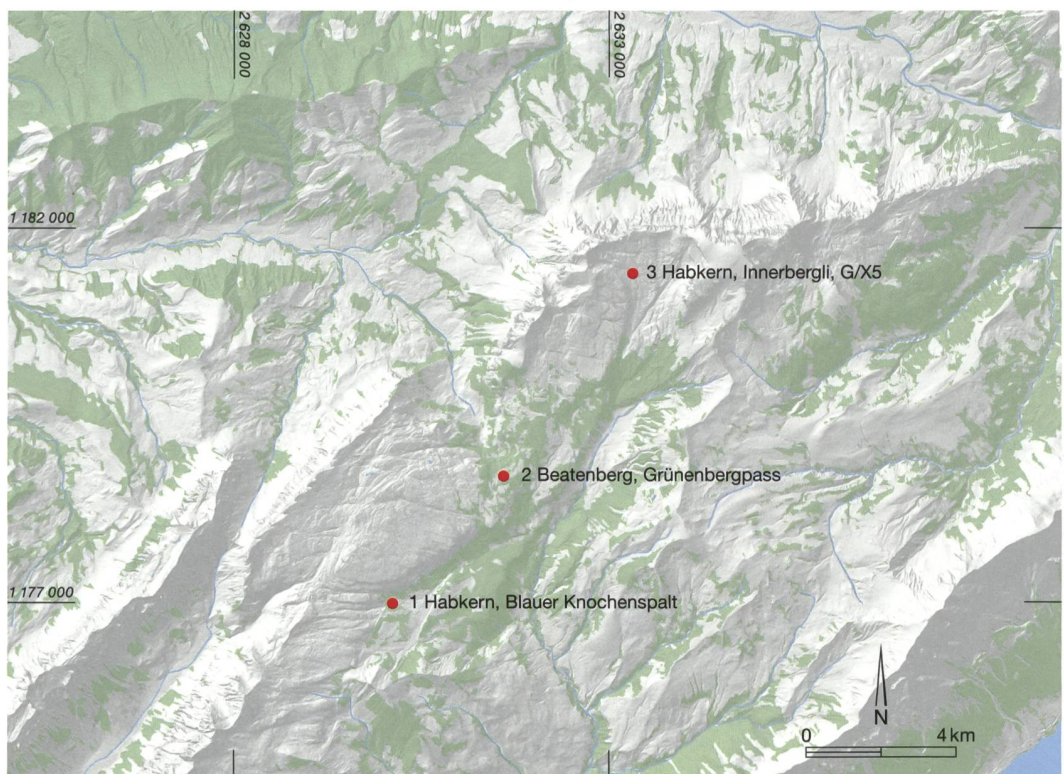 2 628 000
2 633 000
1 182 000
3 Habkern, Innerbergli, G/X5
2 Beatenberg, Grünenbergpass
1 177 000
1 Habkern, Blauer Knochenspalt
N
0 4 km